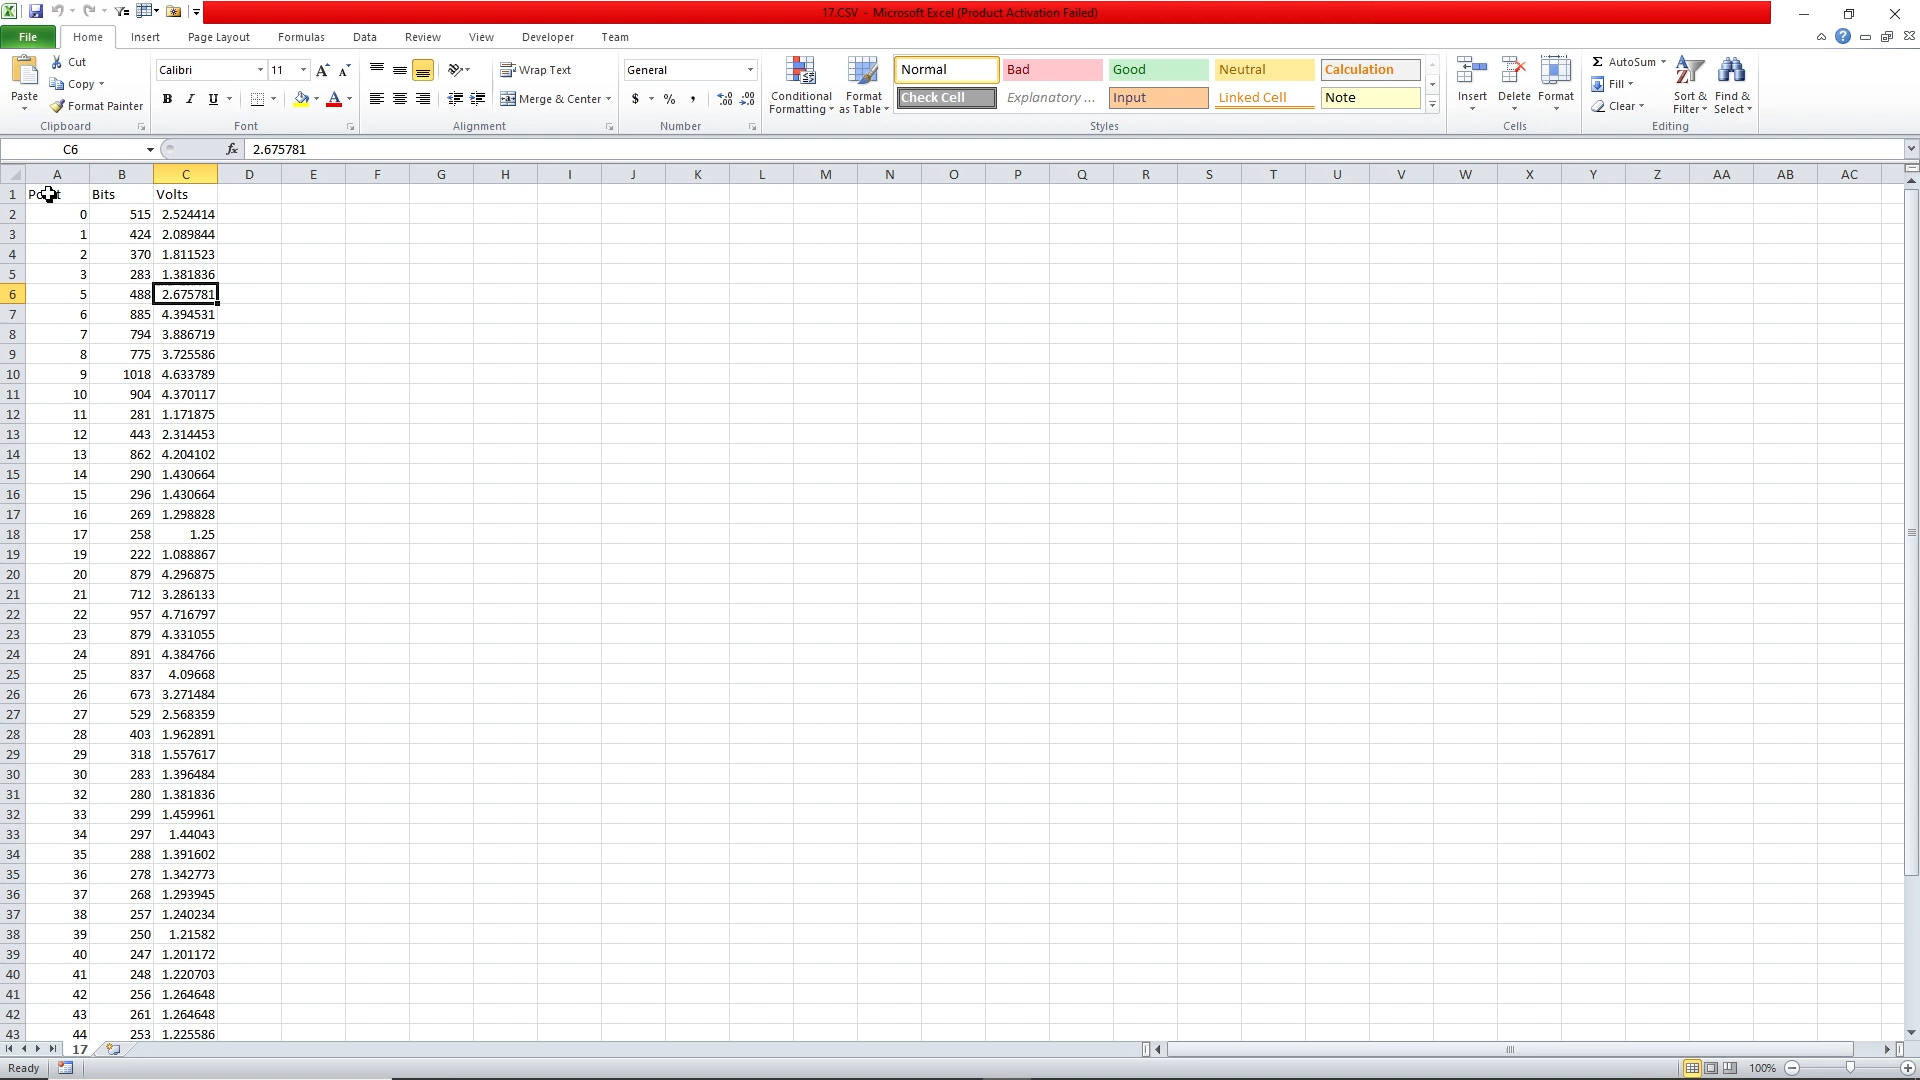 17.CSV - Microsoft Excel (Product Activation Failed)
File Home Insert Page Layout Formulas Data Review View Developer Team
Paste Cut Copy Format Painter Clipboard
Calibri 11 B I U Font
Wrap Text Merge & Center Alignment
General $ % , Number
Conditional Formatting Format as Table
Normal Bad Good Neutral Calculation
Check Cell Explanatory ... Input Linked Cell Note
Styles
Insert Delete Format Cells
Σ AutoSum Fill Clear Sort & Filter Find & Select Editing
C6 fx 2.675781
A B C D E F G H I J K L M N O P Q R S T U V W X Y Z AA AB AC
1 Bits Volts
2 0 515 2.524414
3 1 424 2.089844
4 2 370 1.811523
5 3 283 1.381836
6 5 488 2.675781
7 6 885 4.394531
8 7 794 3.886719
9 8 775 3.725586
10 9 1018 4.633789
11 10 904 4.370117
12 11 281 1.171875
13 12 443 2.314453
14 13 862 4.204102
15 14 290 1.430664
16 15 296 1.430664
17 16 269 1.298828
18 17 258 1.25
19 19 222 1.088867
20 20 879 4.296875
21 21 712 3.286133
22 22 957 4.716797
23 23 879 4.331055
24 24 891 4.384766
25 25 837 4.09668
26 26 673 3.271484
27 27 529 2.568359
28 28 403 1.962891
29 29 318 1.557617
30 30 283 1.396484
31 32 280 1.381836
32 33 299 1.459961
33 34 297 1.44043
34 35 288 1.391602
35 36 278 1.342773
36 37 268 1.293945
37 38 257 1.240234
38 39 250 1.21582
39 40 247 1.201172
40 41 248 1.220703
41 42 256 1.264648
42 43 261 1.264648
43 44 253 1.225586
17
Ready 100%